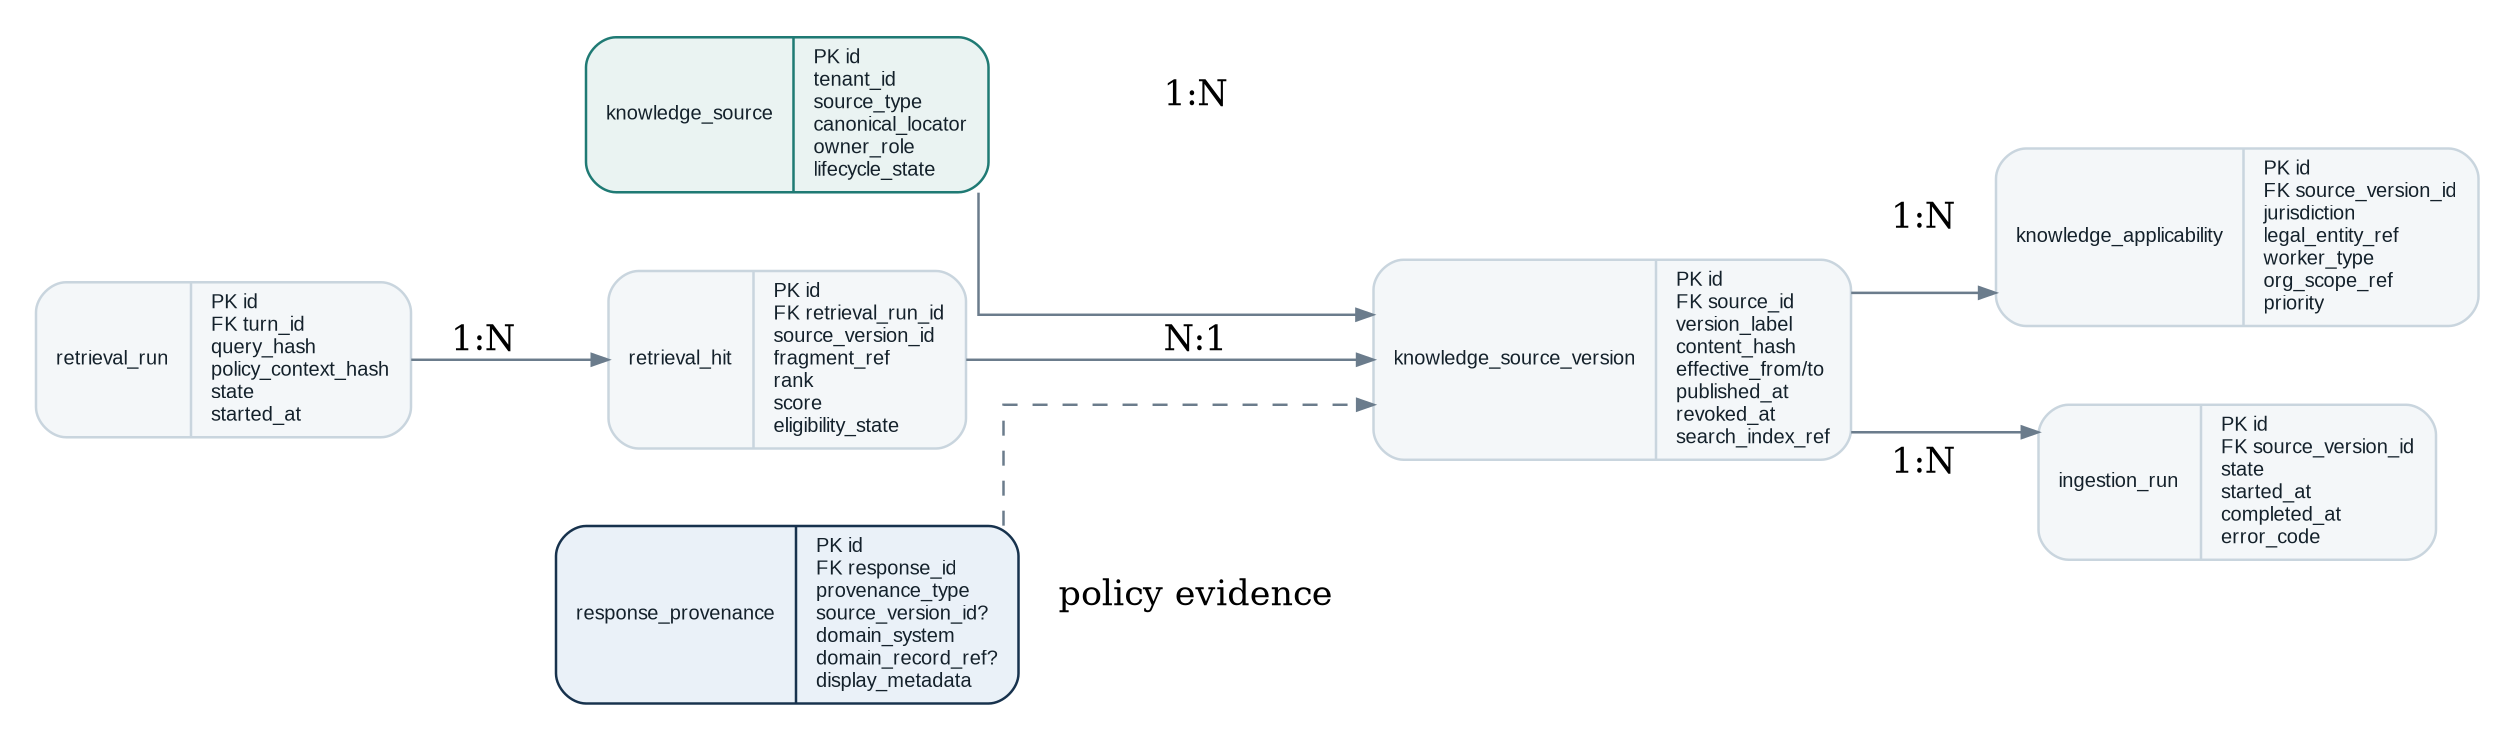 knowledge_source
PK id
tenant_id
source_type
canonical_locator
owner_role
lifecycle_state
1:N
retrieval_run
PK id
FK turn_id
query_hash
policy_context_hash
state
started_at
1:N
retrieval_hit
PK id
FK retrieval_run_id
source_version_id
fragment_ref
rank
score
eligibility_state
N:1
response_provenance
PK id
FK response_id
provenance_type
source_version_id?
domain_system
domain_record_ref?
display_metadata
policy evidence
knowledge_source_version
PK id
FK source_id
version_label
content_hash
effective_from/to
published_at
revoked_at
search_index_ref
1:N
knowledge_applicability
PK id
FK source_version_id
jurisdiction
legal_entity_ref
worker_type
org_scope_ref
priority
1:N
ingestion_run
PK id
FK source_version_id
state
started_at
completed_at
error_code